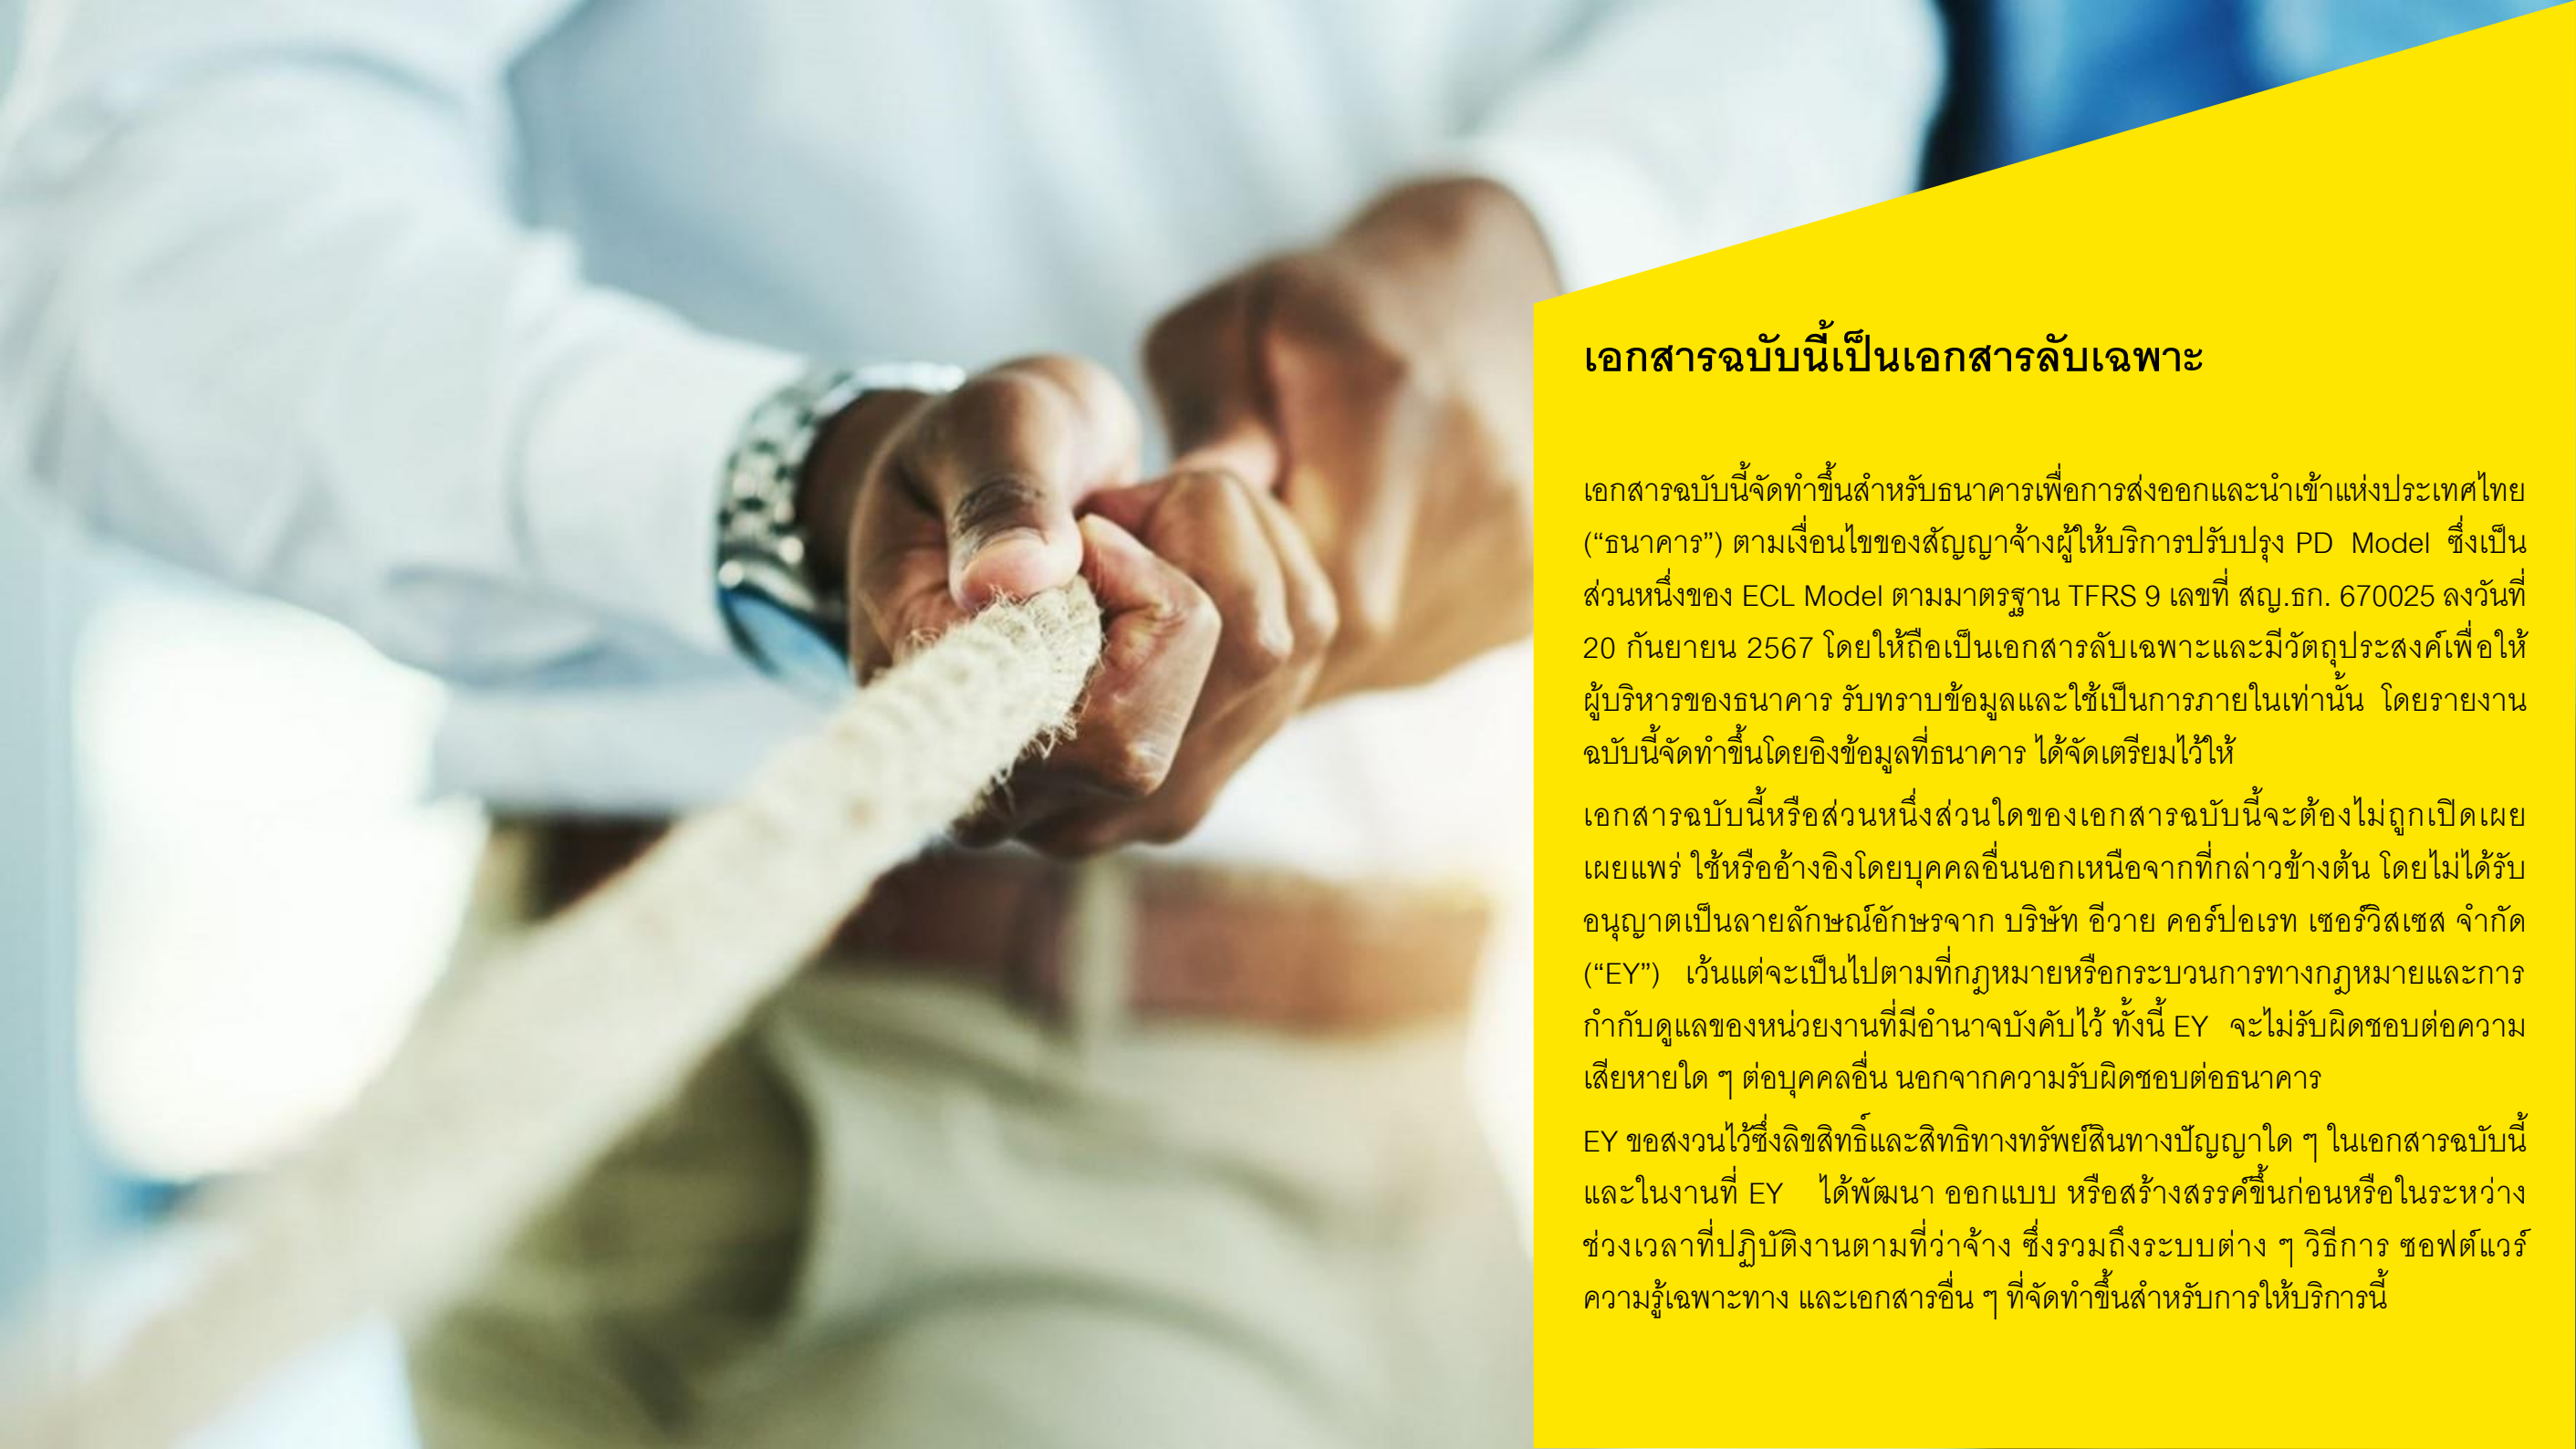 เอกสารฉบับนี้เป็นเอกสารลับเฉพาะ
เอกสารฉบับนี้จัดทำขึ้นสำหรับธนาคารเพื่อการส่งออกและนำเข้าแห่งประเทศไทย
(“ธนาคาร”) ตามเงื่อนไขของสัญญาจ้างผู้ให้บริการปรับปรุง PD Model ซึ่งเป็น
ส่วนหนึ่งของ ECL Model ตามมาตรฐาน TFRS 9 เลขที่ สญ.ธก. 670025 ลงวันที่
20 กันยายน 2567 โดยให้ถือเป็นเอกสารลับเฉพาะและมีวัตถุประสงค์เพื่อให้
ผู้บริหารของธนาคาร รับทราบข้อมูลและใช้เป็นการภายในเท่านั้น โดยรายงาน
ฉบับนี้จัดทำขึ้นโดยอิงข้อมูลที่ธนาคาร ได้จัดเตรียมไว้ให้
เอกสารฉบับนี้หรือส่วนหนึ่งส่วนใดของเอกสารฉบับนี้จะต้องไม่ถูกเปิดเผย
เผยแพร่ ใช้หรืออ้างอิงโดยบุคคลอื่นนอกเหนือจากที่กล่าวข้างต้น โดยไม่ได้รับ
อนุญาตเป็นลายลักษณ์อักษรจาก บริษัท อีวาย คอร์ปอเรท เซอร์วิสเซส จำกัด
(“EY”) เว้นแต่จะเป็นไปตามที่กฎหมายหรือกระบวนการทางกฎหมายและการ
กำกับดูแลของหน่วยงานที่มีอำนาจบังคับไว้ ทั้งนี้ EY จะไม่รับผิดชอบต่อความ
เสียหายใด ๆ ต่อบุคคลอื่น นอกจากความรับผิดชอบต่อธนาคาร
EY ขอสงวนไว้ซึ่งลิขสิทธิ์และสิทธิทางทรัพย์สินทางปัญญาใด ๆ ในเอกสารฉบับนี้
และในงานที่ EY ได้พัฒนา ออกแบบ หรือสร้างสรรค์ขึ้นก่อนหรือในระหว่าง
ช่วงเวลาที่ปฏิบัติงานตามที่ว่าจ้าง ซึ่งรวมถึงระบบต่าง ๆ วิธีการ ซอฟต์แวร์
ความรู้เฉพาะทาง และเอกสารอื่น ๆ ที่จัดทำขึ้นสำหรับการให้บริการนี้